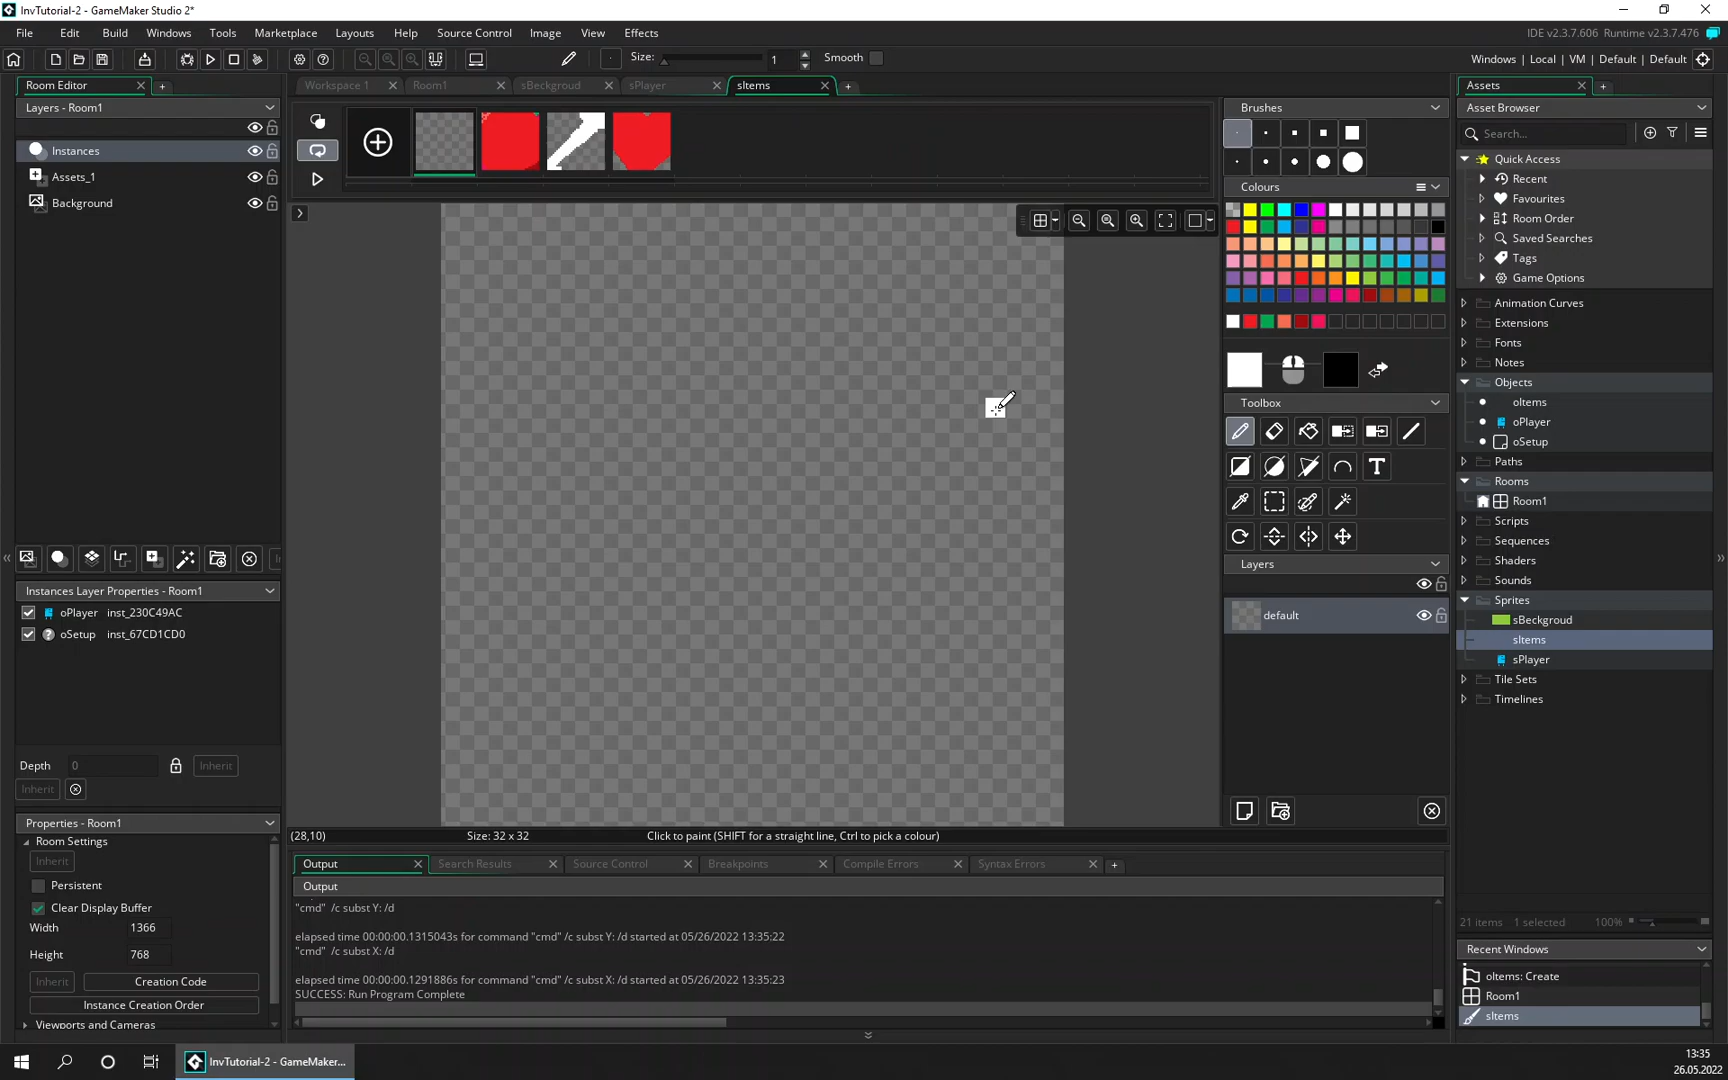 InvTutorial-2 - GameMaker Studio 2*
File Edit Build Windows Tools Help Marketplace Layouts Source Control Image View Effects
IDE v2.3.7.606 Runtime v2.3.7.476
Size: 1 Smooth
Windows | Local | VM | Default | Default
Room Editor
Workspace 1 Room1 sBeckgroud sPlayer sItems
Assets
Layers - Room1
Brushes
Asset Browser
Search...
Instances
Assets_1
Background
Quick Access
Recent
Favourites
Room Order
Saved Searches
Tags
Game Options
Colours
Animation Curves
Extensions
Fonts
Notes
Objects
oItems
oPlayer
oSetup
Paths
Rooms
Room1
Scripts
Sequences
Shaders
Sounds
Sprites
sBeckgroud
sItems
sPlayer
Tile Sets
Timelines
Toolbox
T
Layers
default
Instances Layer Properties - Room1
oPlayer inst_230C49AC
oSetup inst_67CD1CD0
Depth 0 Inherit
Inherit
Properties - Room1
Room Settings
Inherit
Persistent
Clear Display Buffer
Width 1366
Height 768
Inherit Creation Code
Instance Creation Order
Viewports and Cameras
(28,10) Size: 32 x 32 Click to paint (SHIFT for a straight line, Ctrl to pick a colour)
Output Search Results Source Control Breakpoints Compile Errors Syntax Errors
Output
"cmd" /c subst Y: /d
elapsed time 00:00:00.1315043s for command "cmd" /c subst Y: /d started at 05/26/2022 13:35:22
"cmd" /c subst X: /d
elapsed time 00:00:00.1291886s for command "cmd" /c subst X: /d started at 05/26/2022 13:35:23
SUCCESS: Run Program Complete
21 items 1 selected 100%
Recent Windows
oItems: Create
Room1
sItems
InvTutorial-2 - GameMaker...
13:35
26.05.2022